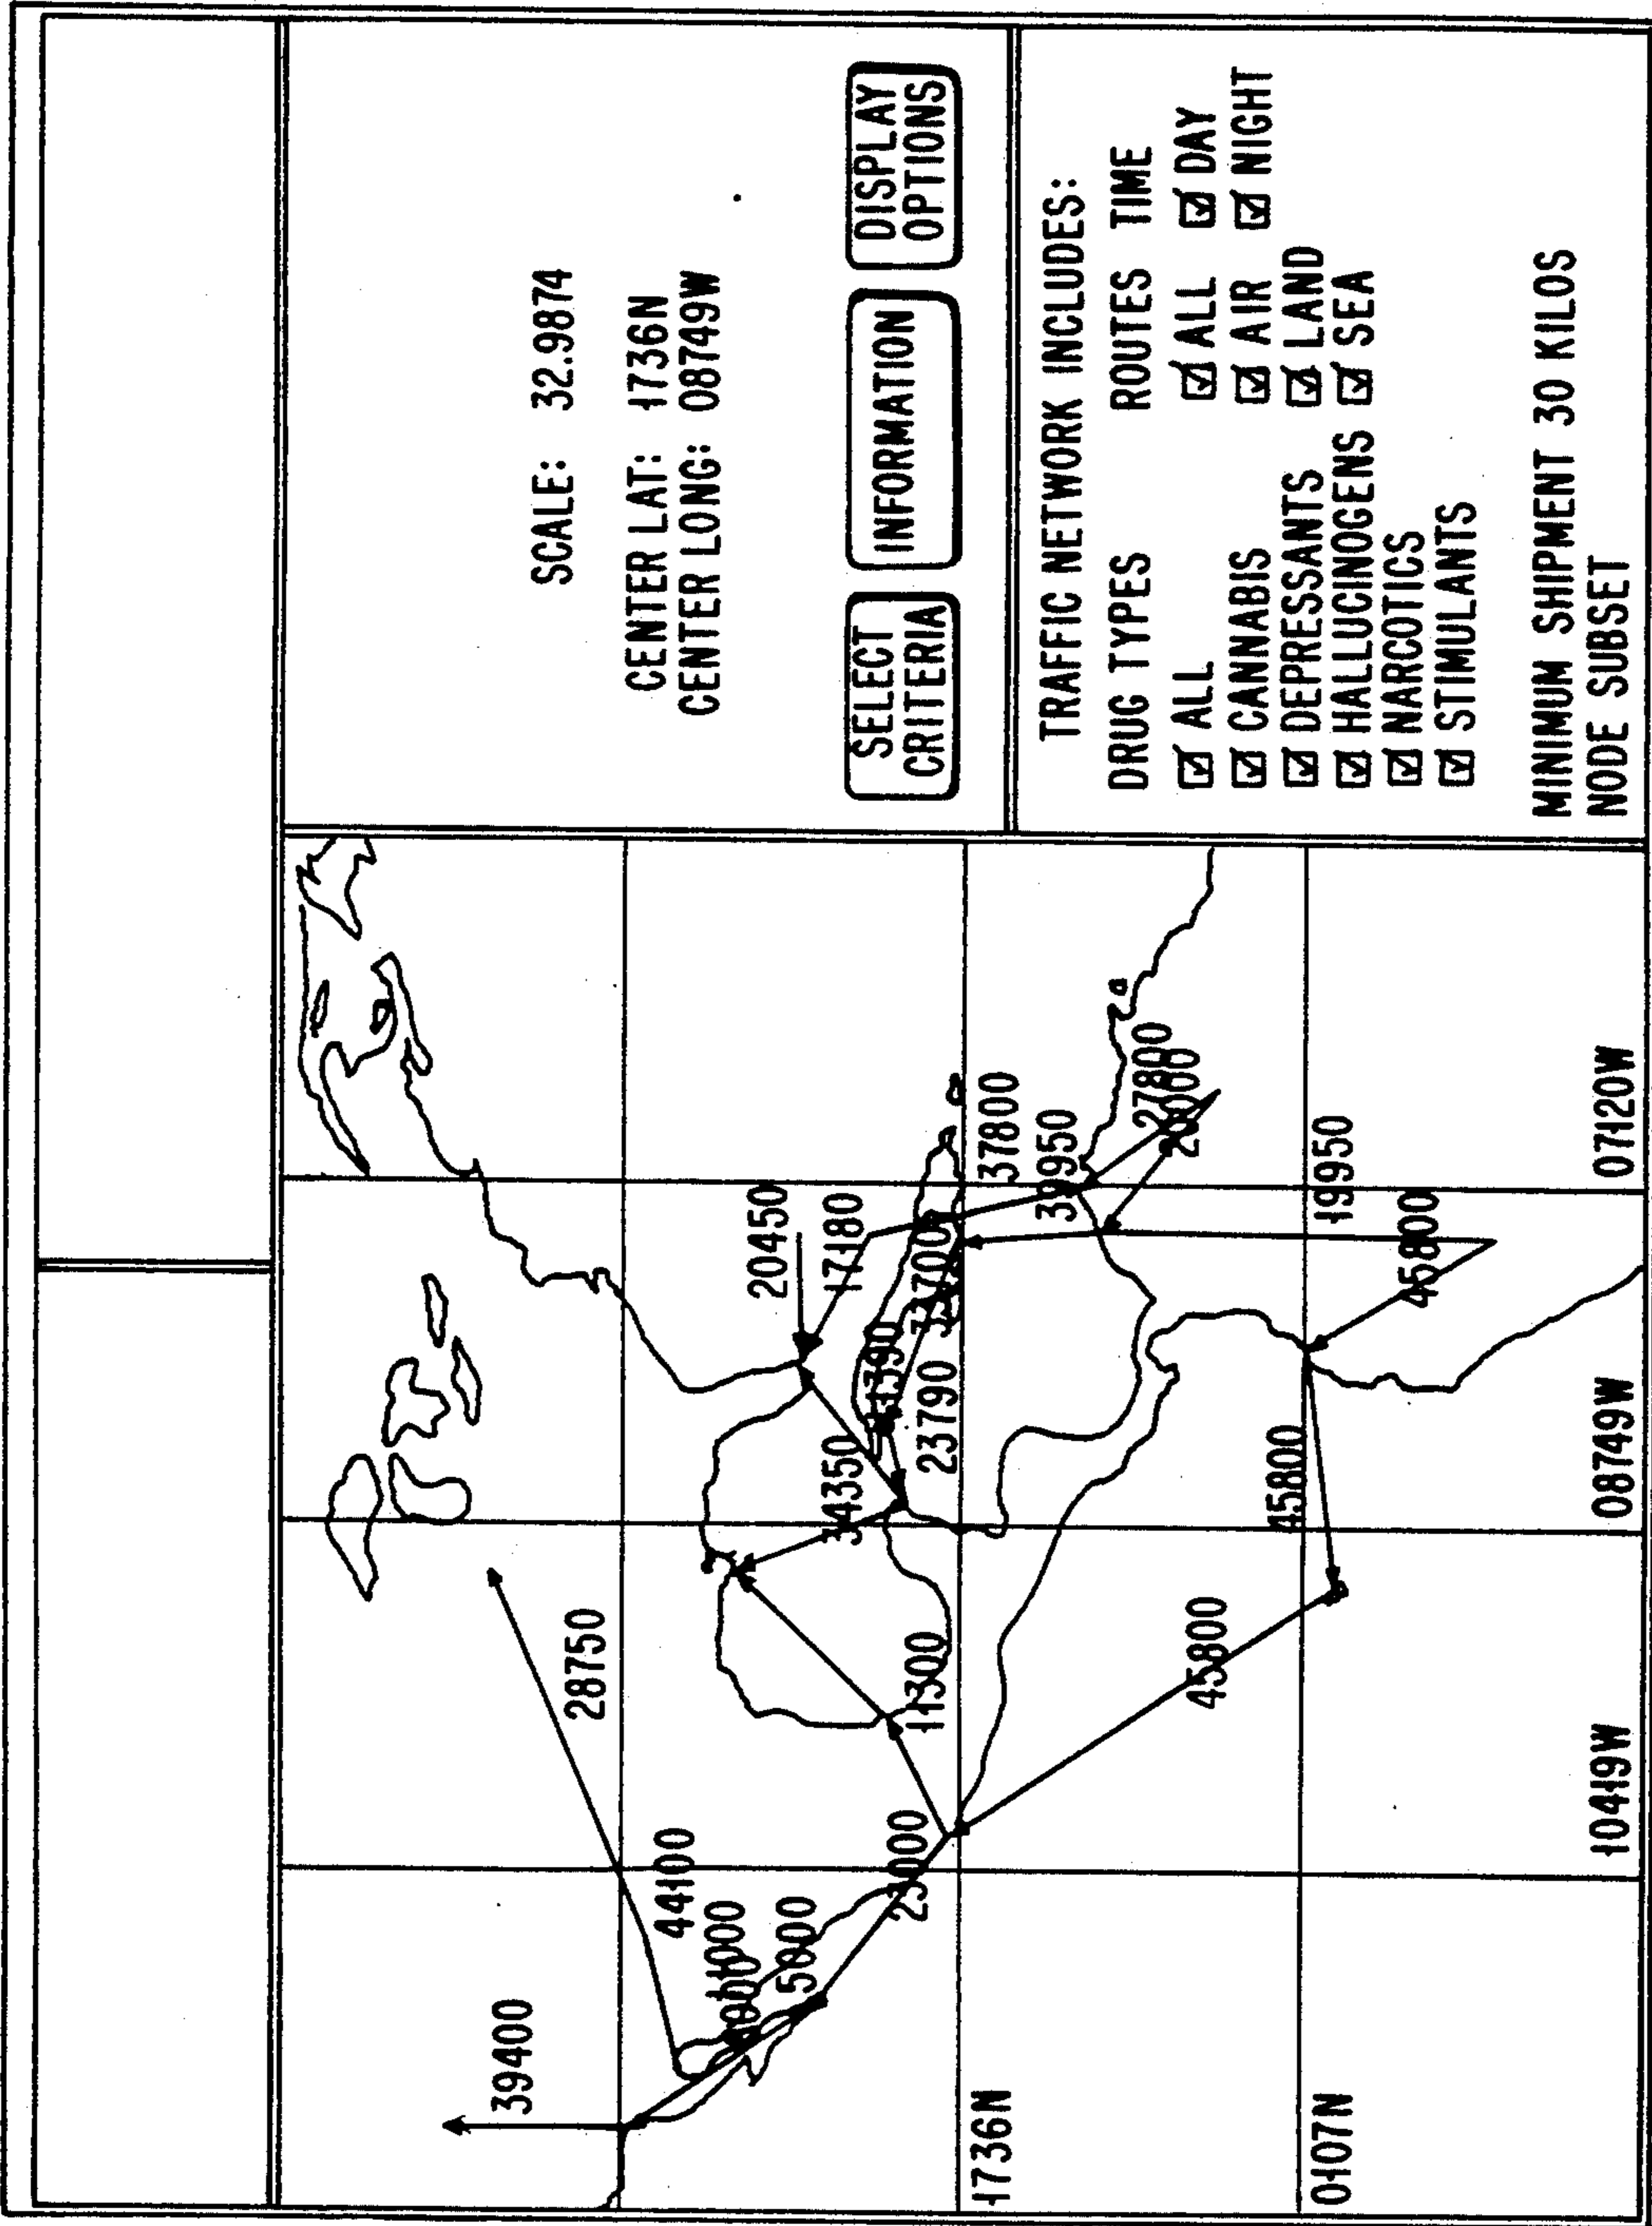 39400
28750
44100
11000
5000
23000
11300
34350
20450
17180
23790
37800
39950
27800
19950
45800
45800
45800
1736N
0107N
10419W
08749W
07120W
SCALE: 32.9874
CENTER LAT: 1736N
CENTER LONG: 08749W
SELECT CRITERIA
INFORMATION
DISPLAY OPTIONS
TRAFFIC NETWORK INCLUDES:
DRUG TYPES ROUTES TIME
ALL ALL DAY
CANNABIS AIR NIGHT
DEPRESSANTS LAND
HALLUCINOGENS SEA
NARCOTICS
STIMULANTS
MINIMUM SHIPMENT 30 KILOS
NODE SUBSET